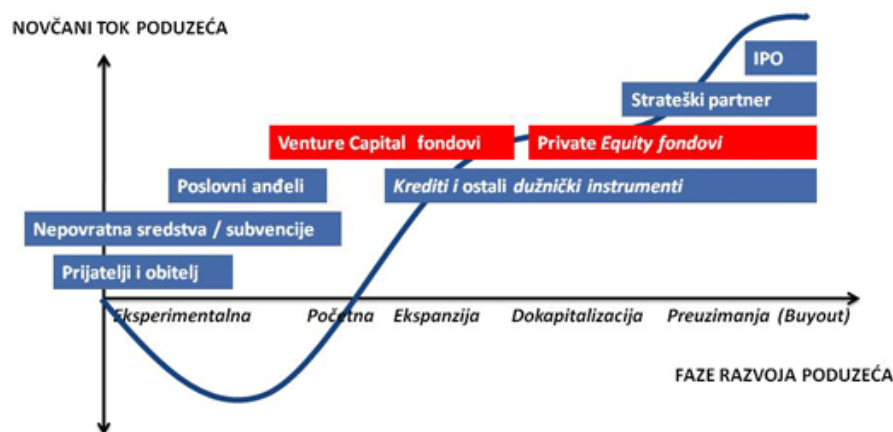 NOVČANI TOK PODUZEĆA
IPO
Strateški partner
Venture Capital fondovi
Private Equity fondovi
Poslovni anđeli
Krediti i ostali dužnički instrumenti
Nepovratna sredstva / subvencije
Prijatelji i obitelj
Eksperimentalna
Početna
Ekspanzija
Dokapitalizacija
Preuzimanja (Buyout)
FAZE RAZVOJA PODUZEĆA